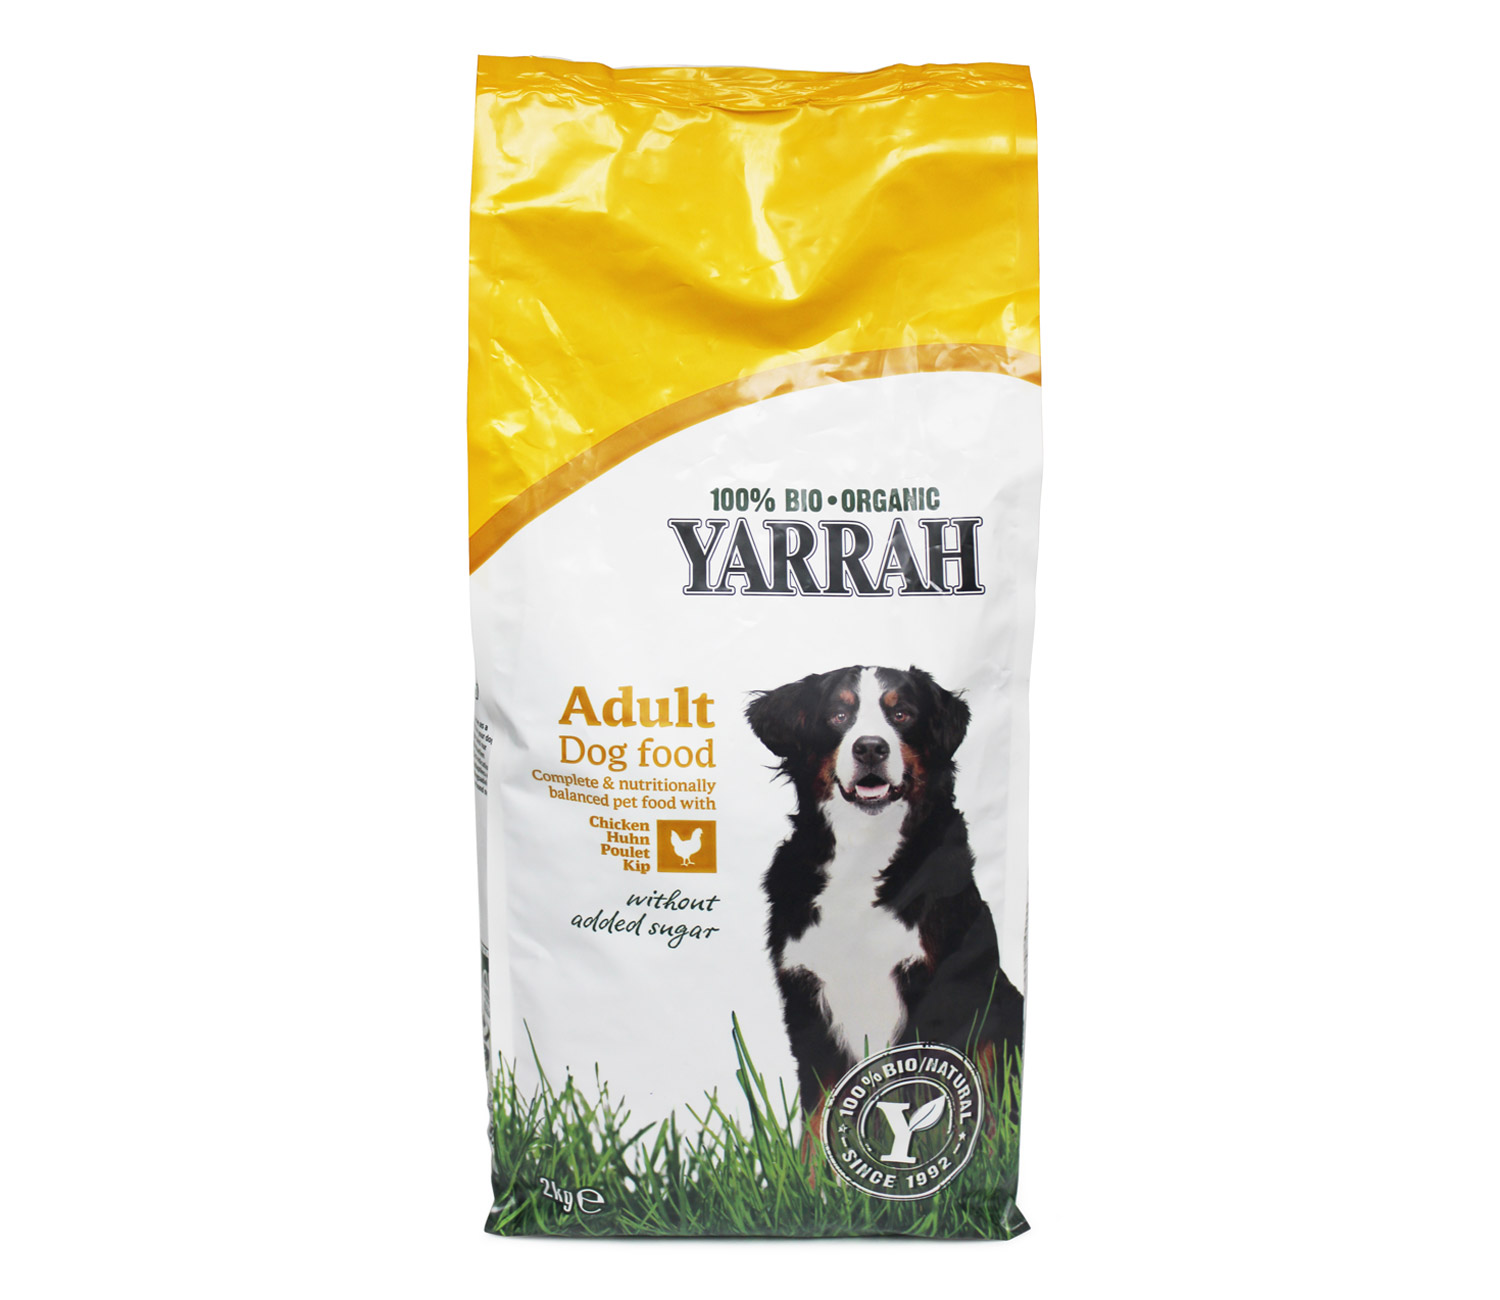 100% BIO • ORGANIC
YARRAH
Adult
Dog food
Complete & nutritionally
balanced pet food with
Chicken
Huhn
Poulet
Kip
without
added sugar
100% BIO/NATURAL
Y
SINCE 1992
2kg ℮